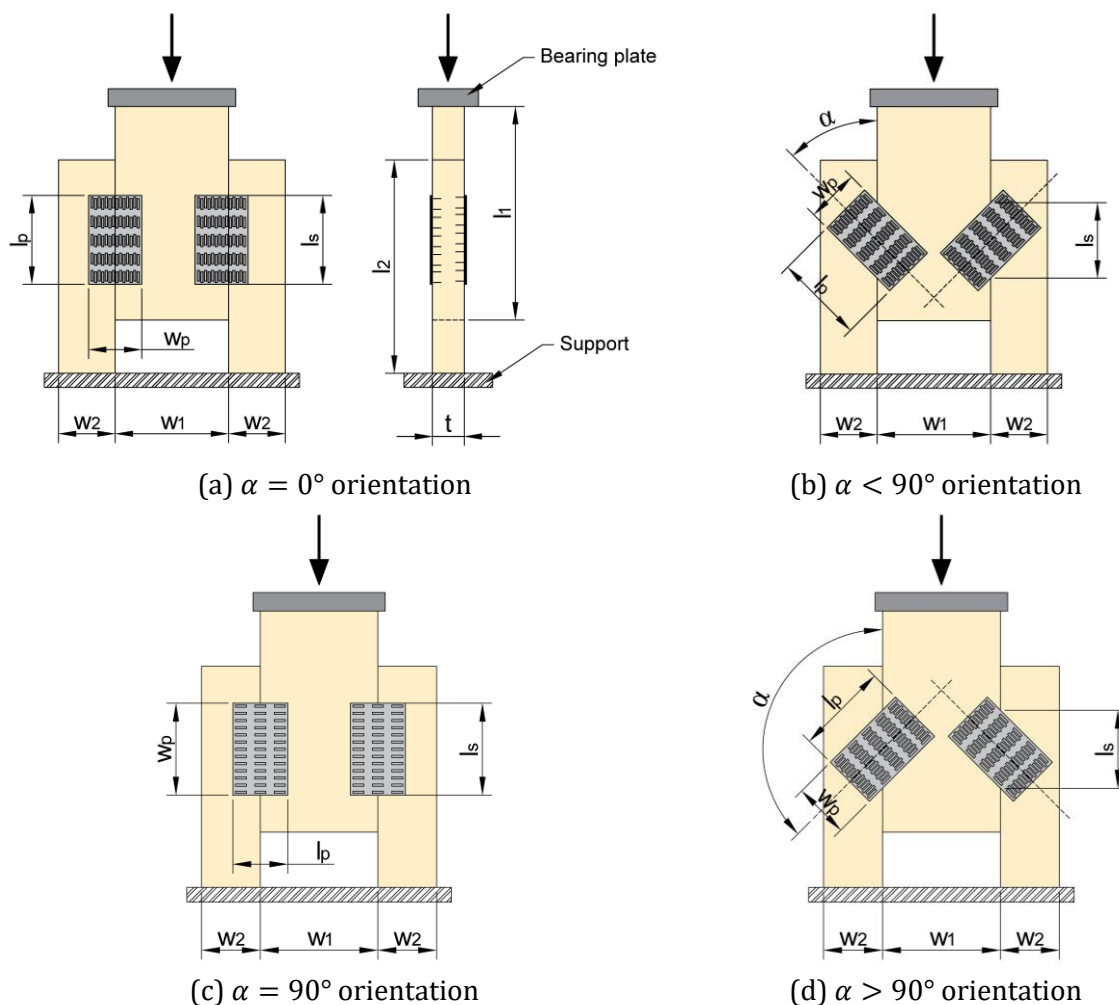 Bearing plate
α
wp
lp
ls
l1
l2
lp
ls
wp
Support
w2 w1 w2
t
w2 w1 w2
(a) α = 0° orientation
(b) α < 90° orientation
wp
ls
lp
α
lp
ls
wp
w2 w1 w2
w2 w1 w2
(c) α = 90° orientation
(d) α > 90° orientation